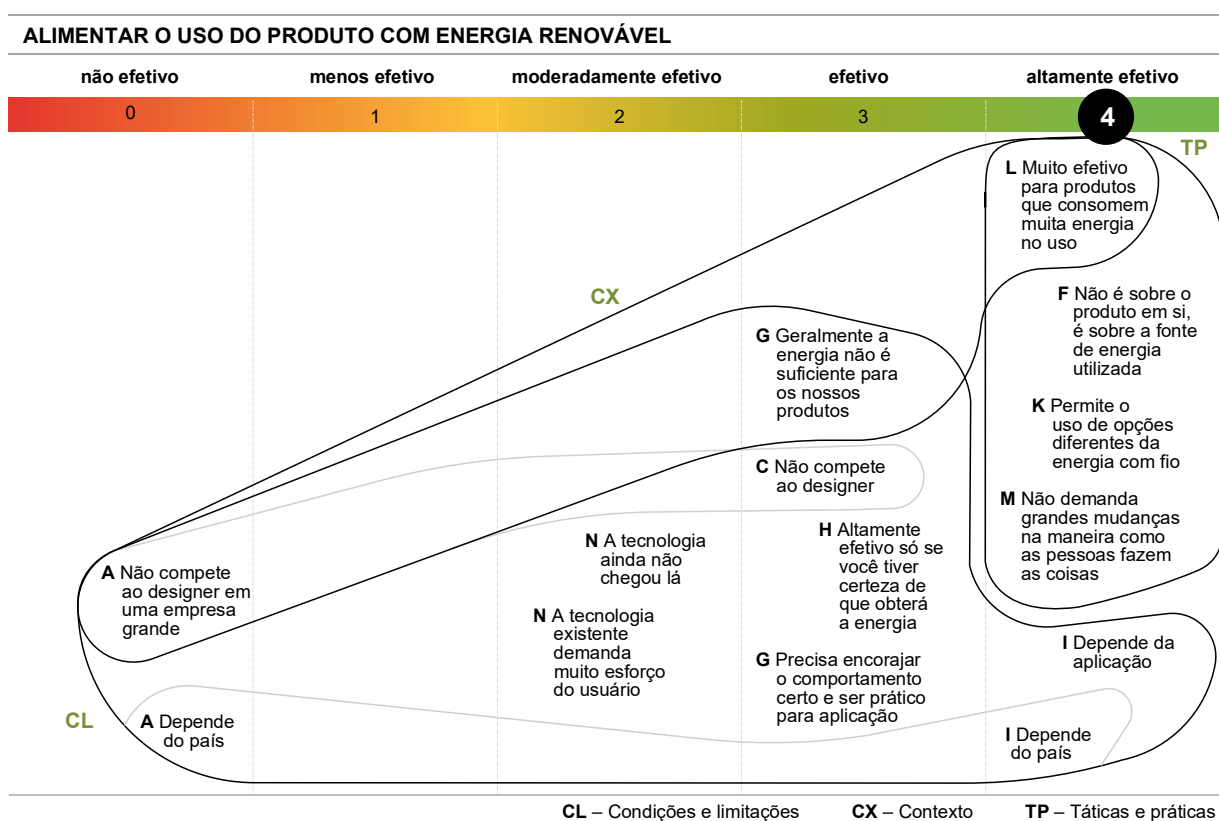 ALIMENTAR O USO DO PRODUTO COM ENERGIA RENOVÁVEL
não efetivo
menos efetivo
moderadamente efetivo
efetivo
altamente efetivo
0
1
2
3
4
TP
L Muito efetivo
para produtos
que consomem
muita energia
no uso
CX
F Não é sobre o
produto em si,
é sobre a fonte
de energia
utilizada
G Geralmente a
energia não é
suficiente para
os nossos
produtos
K Permite o
uso de opções
diferentes da
energia com fio
C Não compete
ao designer
M Não demanda
grandes mudanças
na maneira como
as pessoas fazem
as coisas
N A tecnologia
ainda não
chegou lá
H Altamente
efetivo só se
você tiver
certeza de
que obterá
a energia
A Não compete
ao designer em
uma empresa
grande
N A tecnologia
existente
demanda
muito esforço
do usuário
G Precisa encorajar
o comportamento
certo e ser prático
para aplicação
I Depende da
aplicação
CL
A Depende
do país
I Depende
do país
CL – Condições e limitações
CX – Contexto
TP – Táticas e práticas